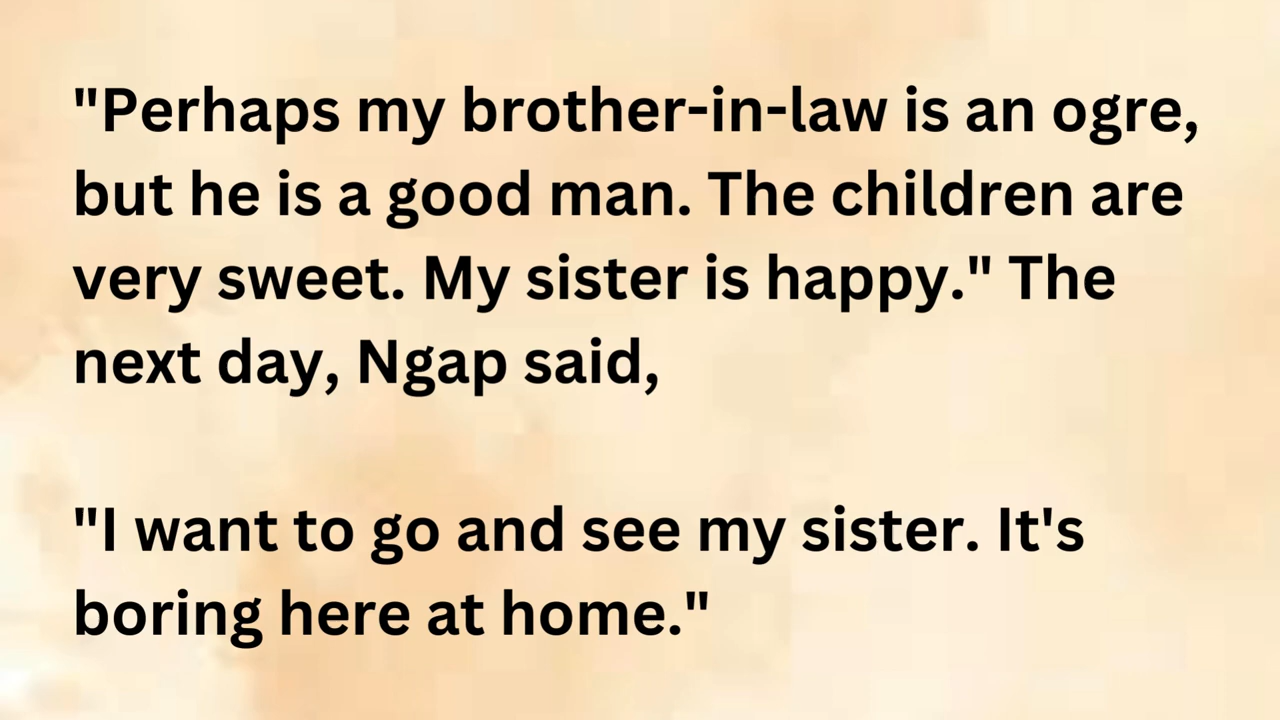 "Perhaps my brother-in-law is an ogre,
but he is a good man. The children are
very sweet. My sister is happy." The
next day, Ngap said,
"I want to go and see my sister. It's
boring here at home."